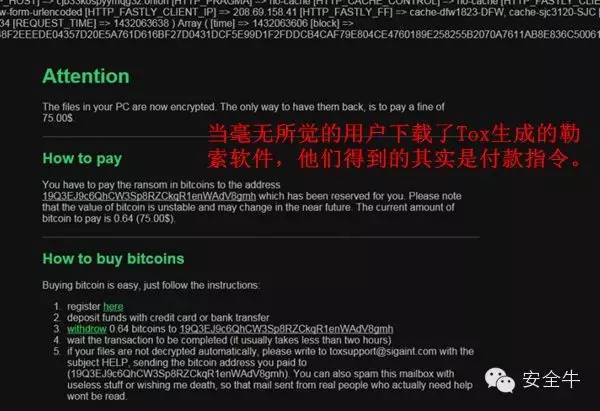 _HOST] => cjp33kospyyfmqg32.onion [HTTP_PRAGMA] => no-cache [HTTP_CACHE_CONTROL] => no-cache [HTTP_FASTLY_CLIE
w-form-urlencoded [HTTP_FASTLY_CLIENT_IP] => 208.69.158.41 [HTTP_FASTLY_FF] => cache-dfw1823-DFW, cache-sjc3120-SJC [
34 [REQUEST_TIME] => 1432063638 ) Array ( [time] => 1432063606 [block] =>
Attention
The files in your PC are now encrypted. The only way to have them back, is to pay a fine of
75.00$.
当毫无所觉的用户下载了Tox生成的勒
索软件，他们得到的其实是付款指令。
How to pay
You have to pay the ransom in bitcoins to the address
19Q3EJ9c6QhCW3Sp8RZCkqR1enWAdV8gmh which has been reserved for you. Please note
that the value of bitcoin is unstable and may change in the near future. The current amount of
bitcoin to pay is 0.64 (75.00$).
How to buy bitcoins
Buying bitcoin is easy, just follow the instructions:
1. register here
2. deposit funds with credit card or bank transfer
3. withdrow 0.64 bitcoins to 19Q3EJ9c6QhCW3Sp8RZCkqR1enWAdV8gmh
4. wait the transaction to be completed (it usually takes less than two hours)
5. if your files are not decrypted automatically, please write to toxsupport@sigaint.com with the
subject HELP, sending the bitcoin address you paid to
(19Q3EJ9c6QhCW3Sp8RZCkqR1enWAdV8gmh). You can also spam this mailbox with
useless stuff or wishing me death, so that mail sent from real people who actually need help
wont be read.
安全牛